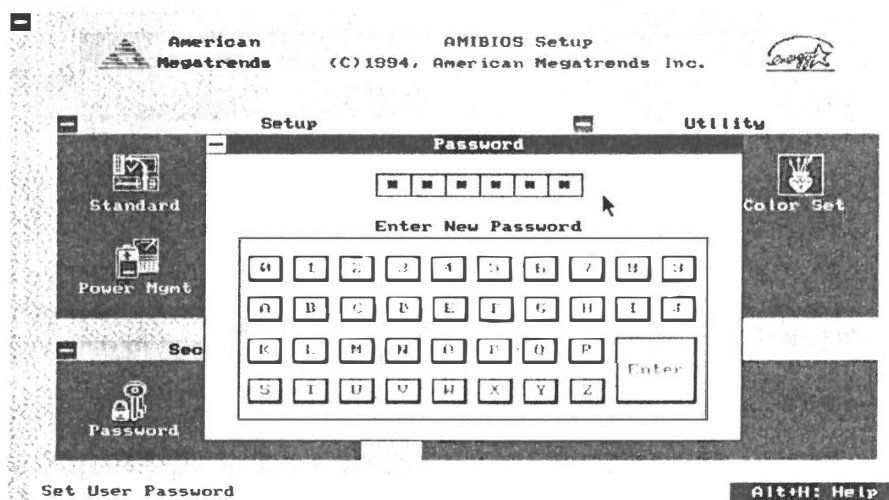 American AMIBIOS Setup
Megatrends (C)1994, American Megatrends Inc.
energy
Setup Utility
Password
Standard Color Set
Enter New Password
0 1 2 3 4 5 6 7 8 9
Power Mgmt
A B C D E F G H I J
K L M N O P Q R
Sec
Enter
S T U V W X Y Z
Password
Set User Password Alt+H: Help